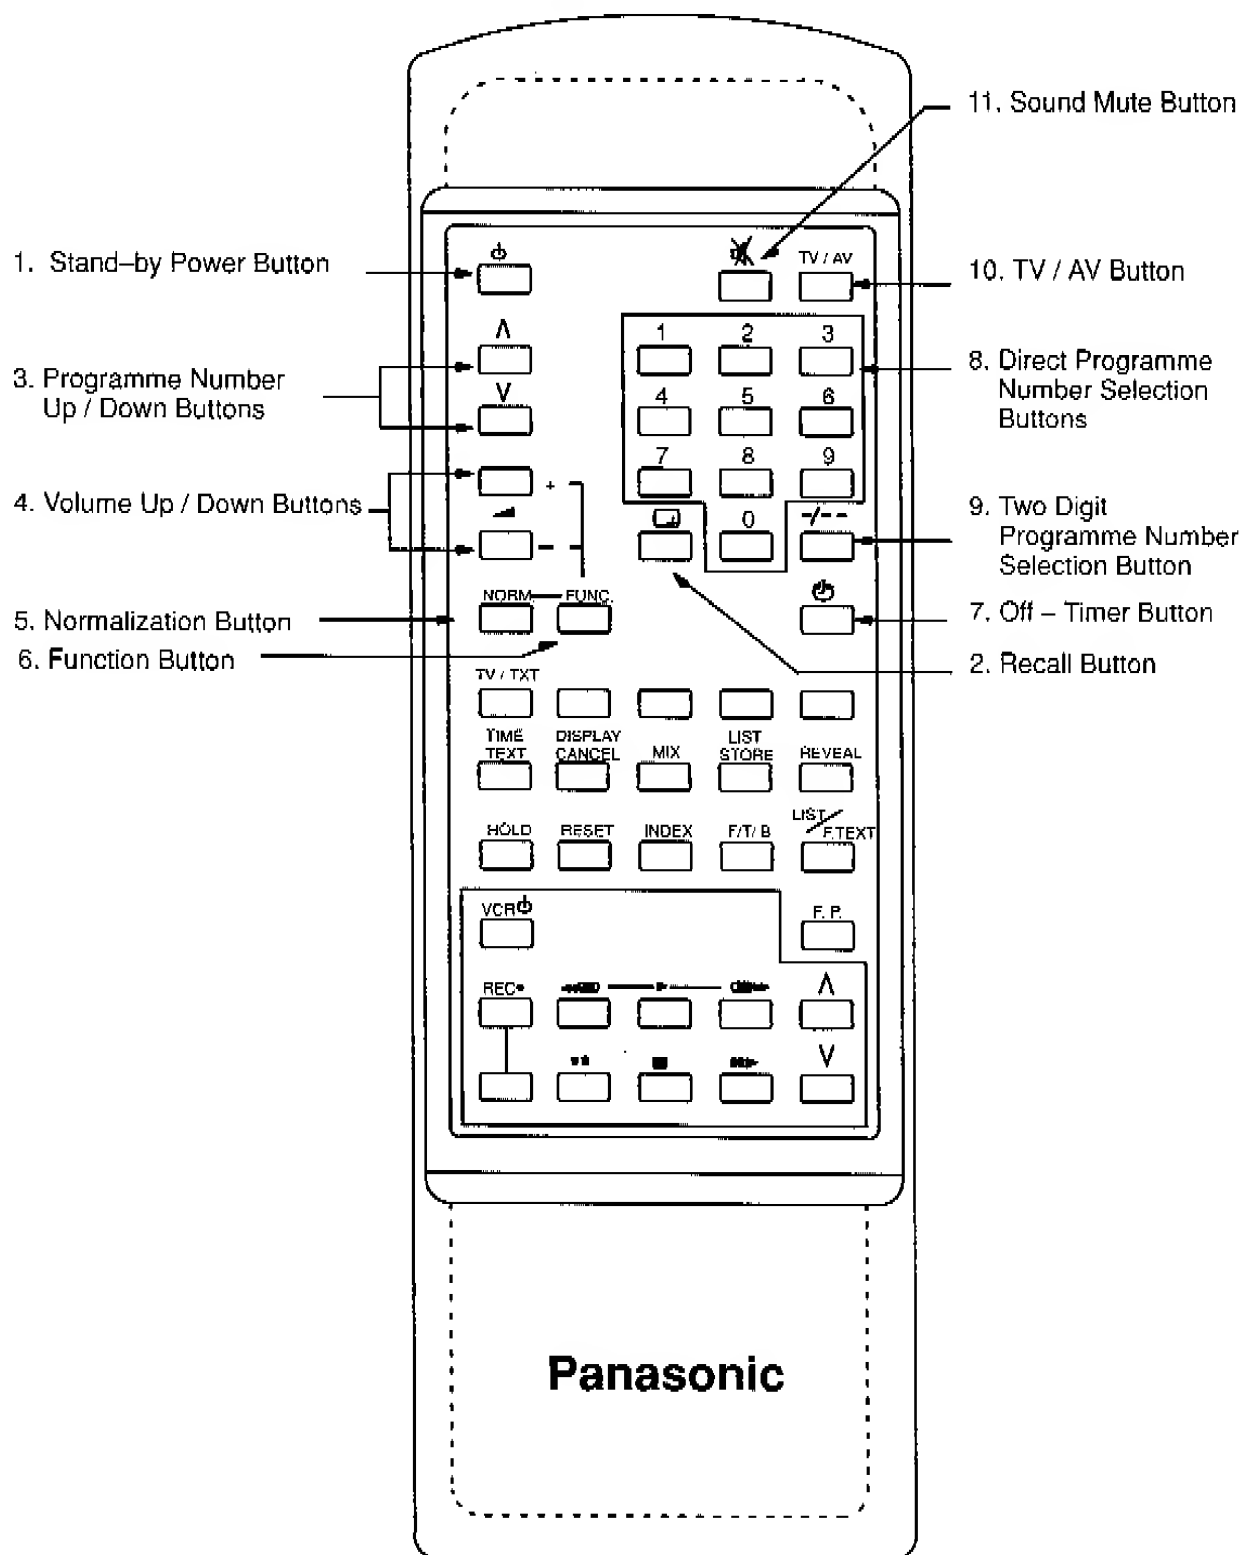 11. Sound Mute Button
1. Stand–by Power Button
TV / AV
10. TV / AV Button
3. Programme Number
Up / Down Buttons
1 2 3
4 5 6
7 8 9
0 -/--
8. Direct Programme
Number Selection
Buttons
4. Volume Up / Down Buttons
+
-
9. Two Digit
Programme Number
Selection Button
NORM. FUNC.
5. Normalization Button
7. Off – Timer Button
6. Function Button
2. Recall Button
TV / TXT
TIME
TEXT
DISPLAY
CANCEL
MIX
LIST
STORE
REVEAL
HOLD RESET INDEX F/T/B
LIST/
F.TEXT
VCR
F. P.
REC
Panasonic